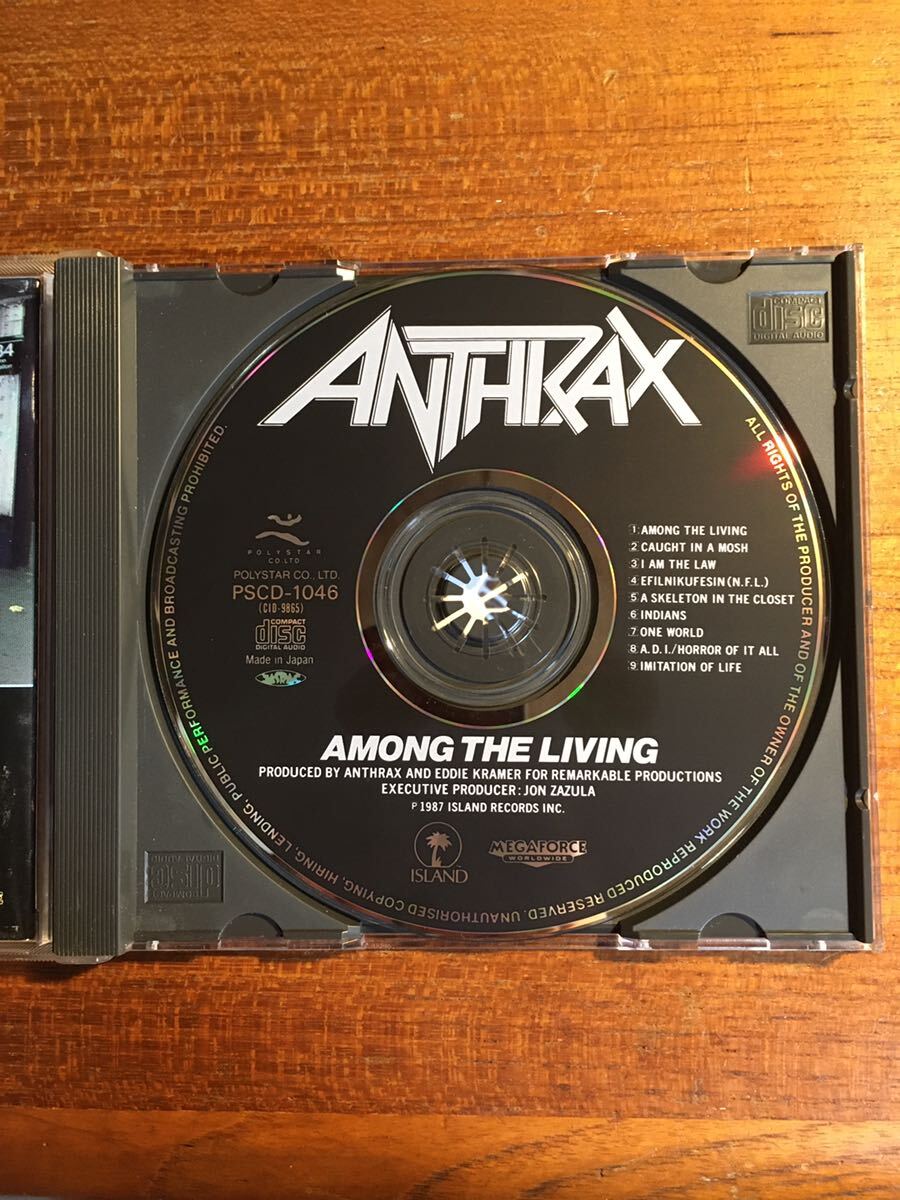 34
ANTHRAX
COMPACT
disc
DIGITAL AUDIO
POLYSTAR
CO. LTD
POLYSTAR CO., LTD.
PSCD-1046
(CID-9865)
COMPACT
disc
DIGITAL AUDIO
Made in Japan
1 AMONG THE LIVING
2 CAUGHT IN A MOSH
3 I AM THE LAW
4 EFILNIKUFESIN (N.F.L.)
5 A SKELETON IN THE CLOSET
6 INDIANS
7 ONE WORLD
8 A.D.I./HORROR OF IT ALL
9 IMITATION OF LIFE
AMONG THE LIVING
PRODUCED BY ANTHRAX AND EDDIE KRAMER FOR REMARKABLE PRODUCTIONS
EXECUTIVE PRODUCER: JON ZAZULA
P 1987 ISLAND RECORDS INC.
ISLAND
MEGAFORCE
WORLDWIDE
ALL RIGHTS OF THE PRODUCER AND OF THE OWNER OF THE WORK REPRODUCED RESERVED. UNAUTHORISED COPYING, HIRING, LENDING, PUBLIC PERFORMANCE AND BROADCASTING PROHIBITED.
COMPACT
disc
DIGITAL AUDIO